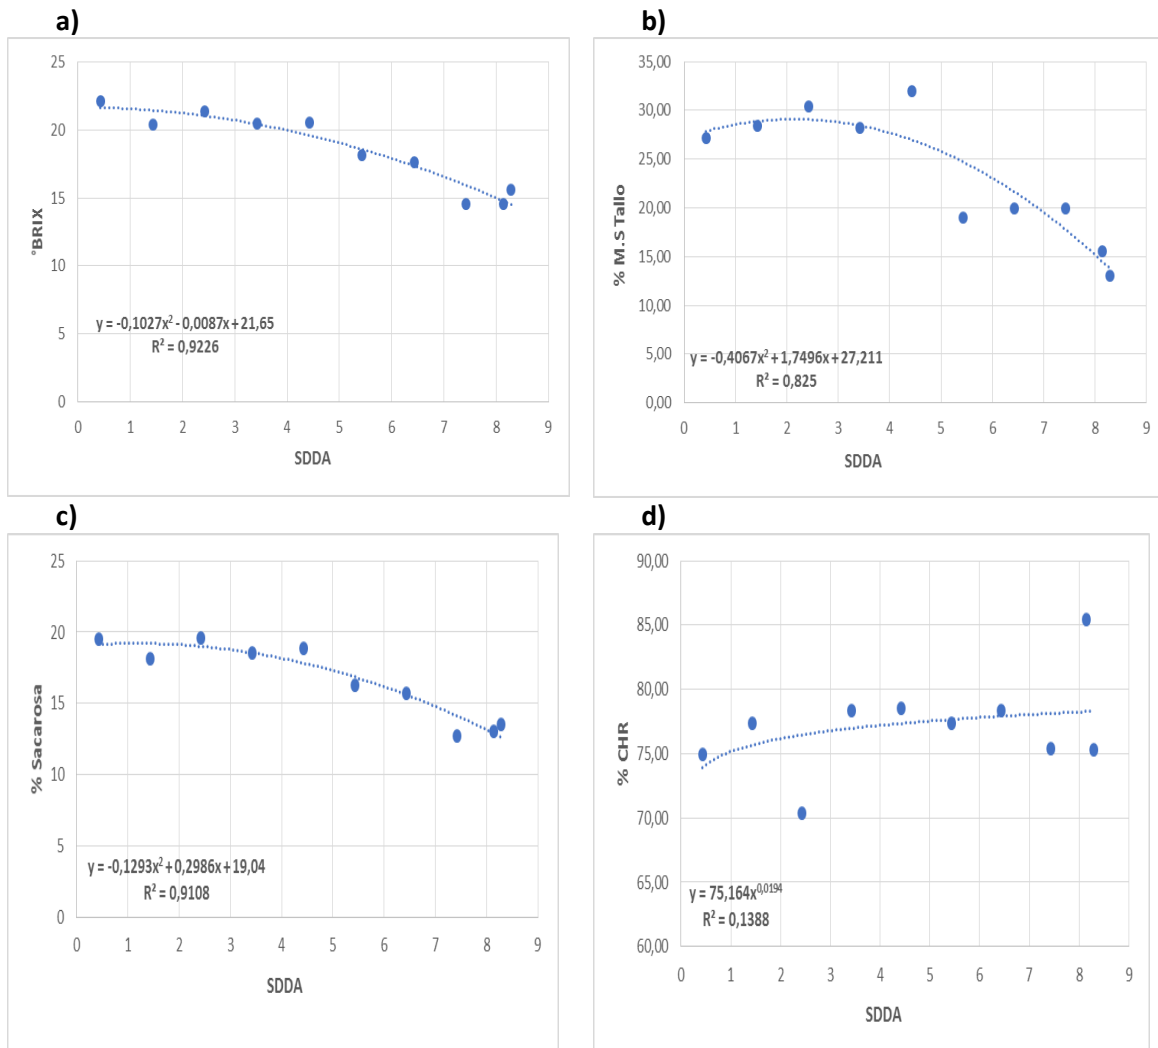 a)
25
20
15
10
5
0
°BRIX
y = -0,1027x² - 0,0087x + 21,65
R² = 0,9226
0 1 2 3 4 5 6 7 8 9
SDDA
b)
35,00
30,00
25,00
20,00
15,00
10,00
5,00
0,00
% M.S Tallo
y = -0,4067x² + 1,7496x + 27,211
R² = 0,825
0 1 2 3 4 5 6 7 8 9
SDDA
c)
25
20
15
10
5
0
% Sacarosa
y = -0,1293x² + 0,2986x + 19,04
R² = 0,9108
0 1 2 3 4 5 6 7 8 9
SDDA
d)
90,00
85,00
80,00
75,00
70,00
65,00
60,00
% CHR
y = 75,164x^0,0194
R² = 0,1388
0 1 2 3 4 5 6 7 8 9
SDDA